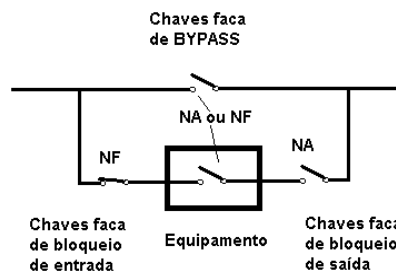 Chaves faca
de BYPASS
NA ou NF
NF
NA
Chaves faca
de bloqueio
de entrada
Equipamento
Chaves faca
de bloqueio
de saída